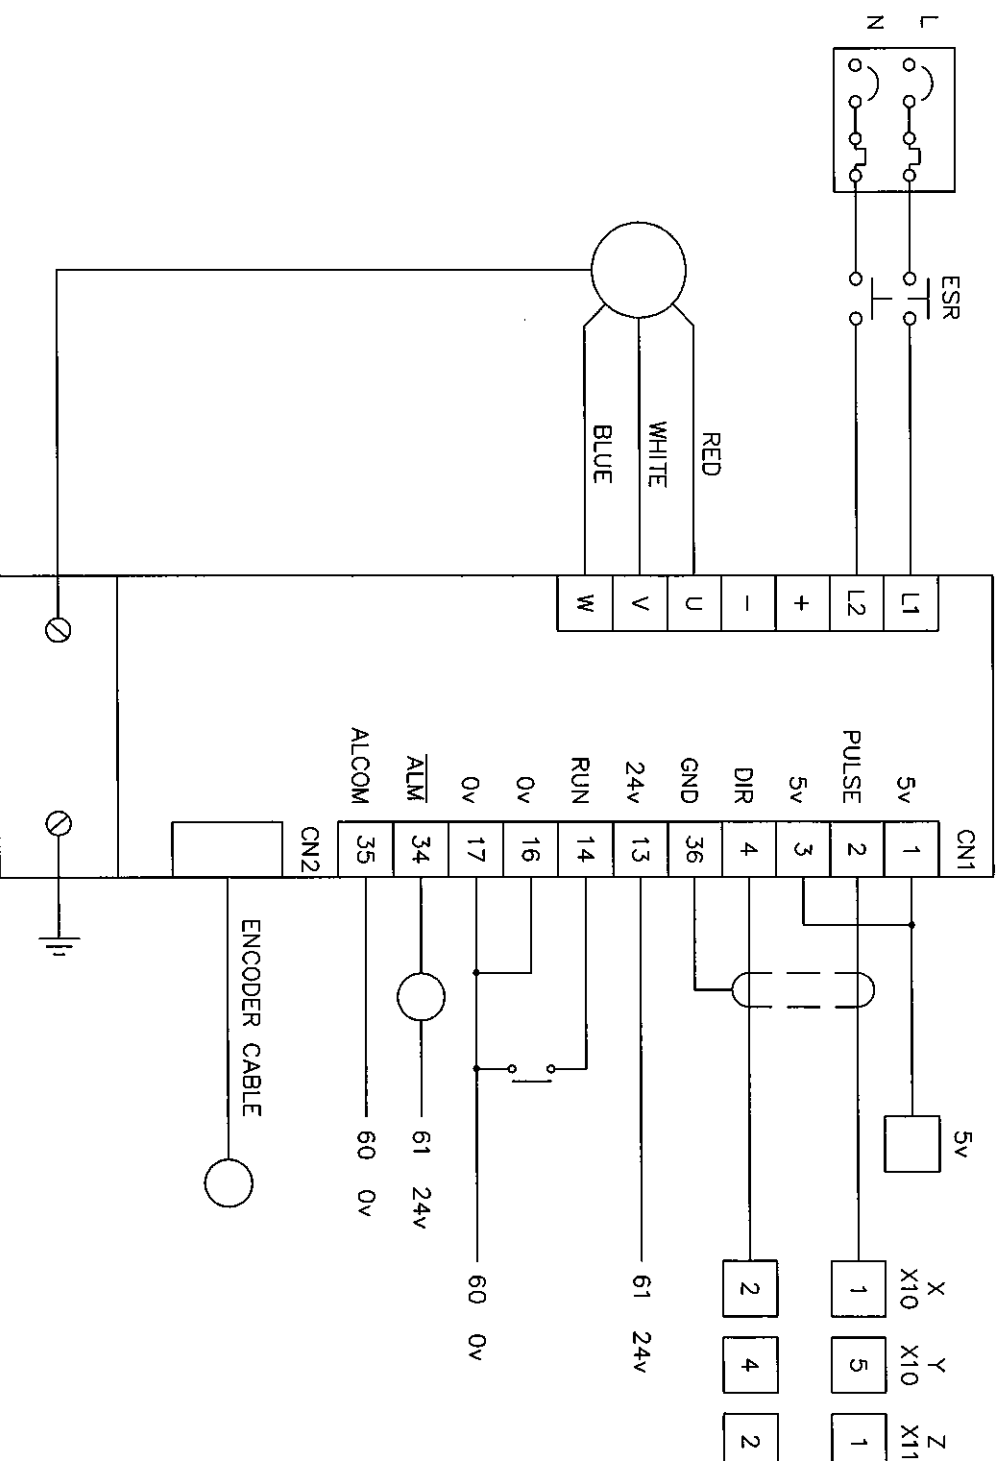 L
N
ESR
RED
WHITE
BLUE
L1
L2
+
-
U
V
W
CN1
5v
PULSE
5v
DIR
GND
24v
RUN
0v
0v
ALM
ALCOM
1
2
3
4
36
13
14
16
17
34
35
CN2
ENCODER CABLE
5v
61 24v
60 0v
61 24v
60 0v
X
X10
1
2
Y
X10
5
4
Z
X11
1
2